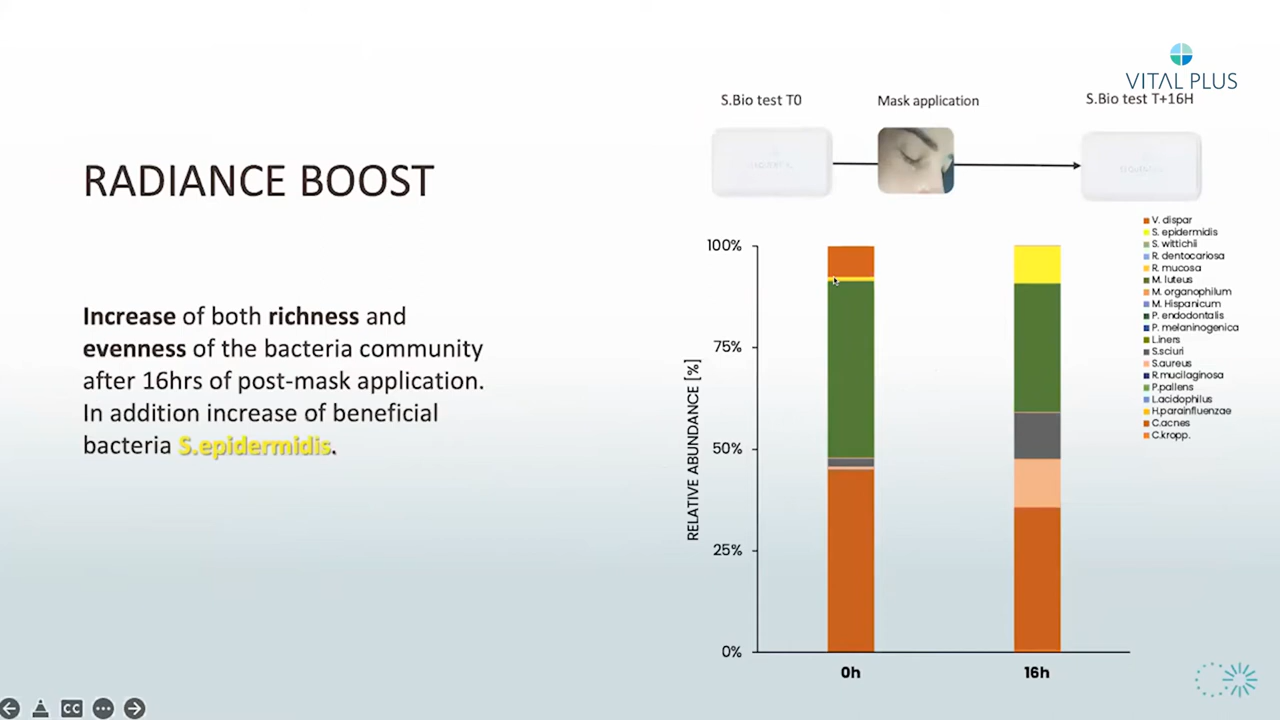 VITAL PLUS
S.Bio test T0
Mask application
S.Bio test T+16H
RADIANCE BOOST
Increase of both richness and
evenness of the bacteria community
after 16hrs of post-mask application.
In addition increase of beneficial
bacteria S.epidermidis.
RELATIVE ABUNDANCE [%]
100%
75%
50%
25%
0%
0h
16h
V. dispar
S. epidermidis
S. wittichii
R. dentocariosa
R. mucosa
M. luteus
M. organophilum
M. Hispanicum
P. endodontalis
P. melaninogenica
L.iners
S.sciuri
S.aureus
R.mucilaginosa
P.pallens
L.acidophilus
H.parainfluenzae
C.acnes
C.kropp.
CC